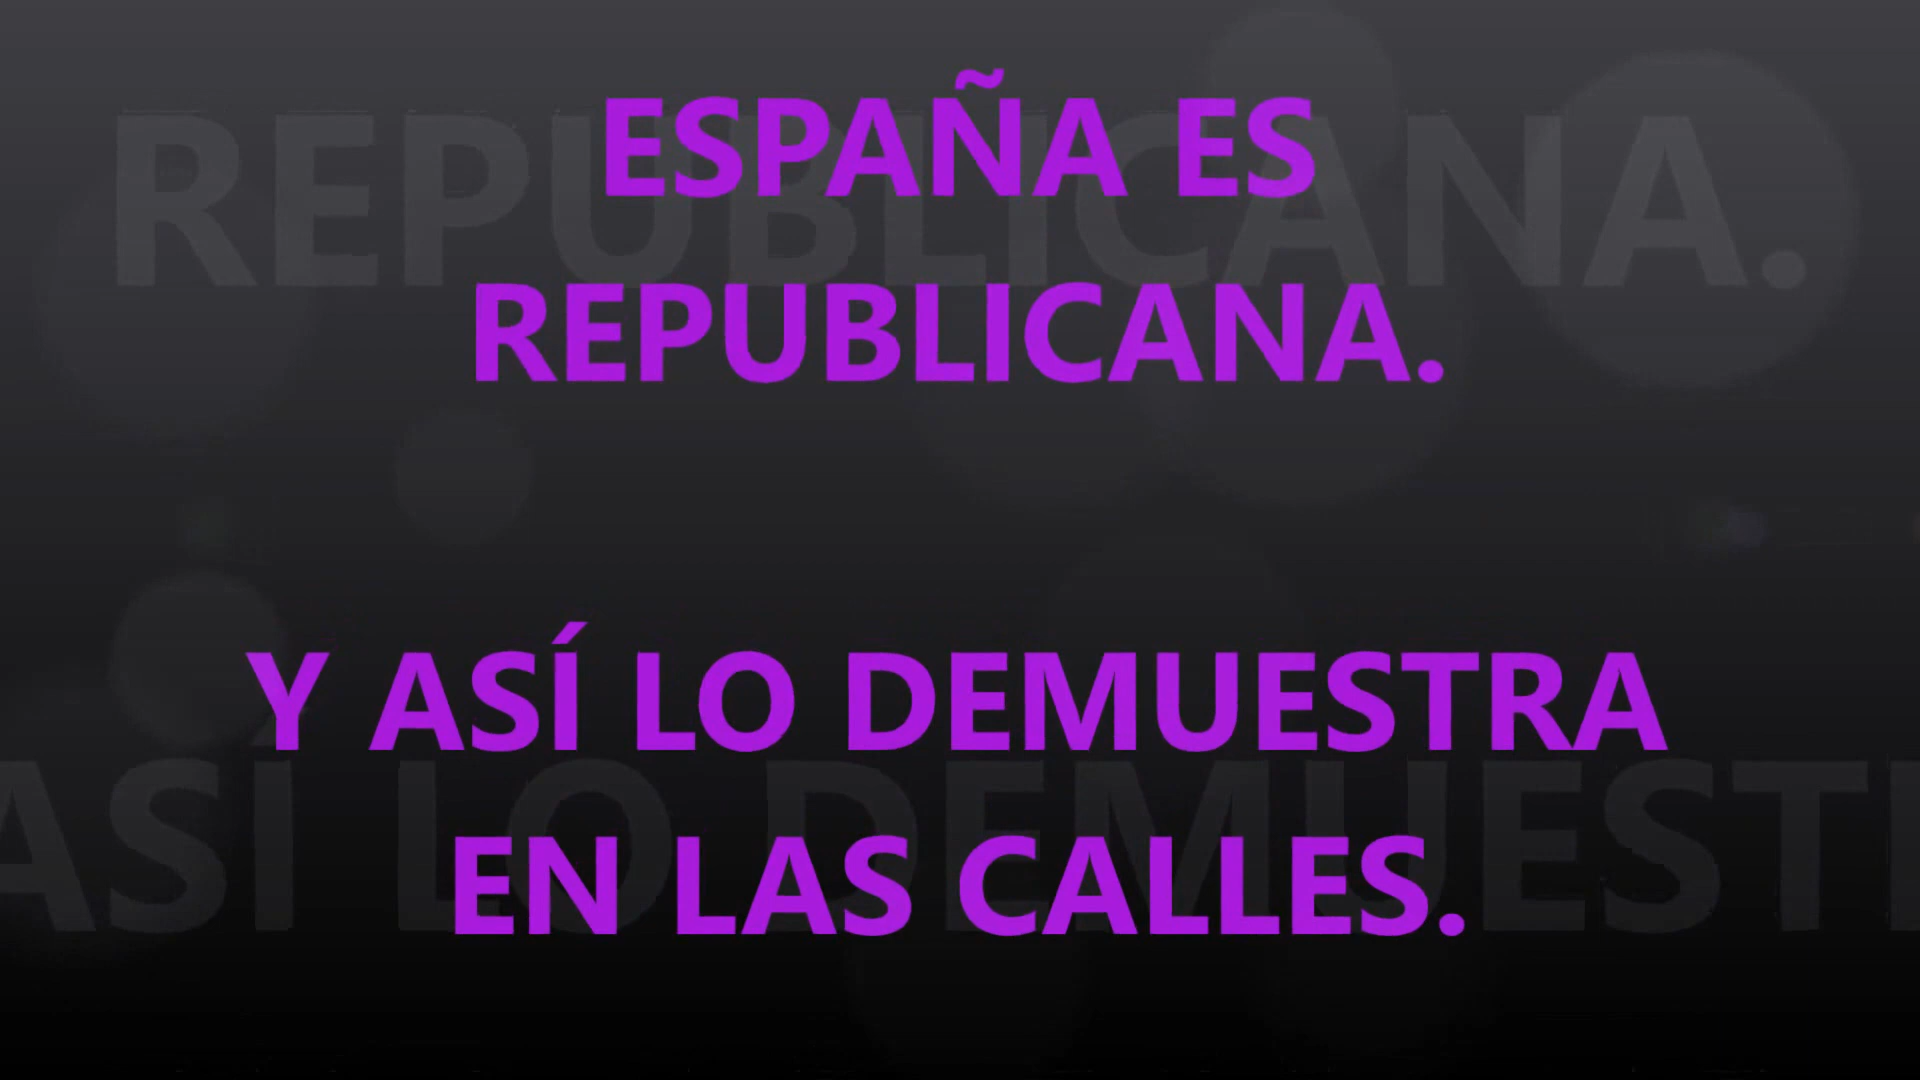 ESPAÑA ES
REPUBLICANA.
Y ASÍ LO DEMUESTRA
EN LAS CALLES.